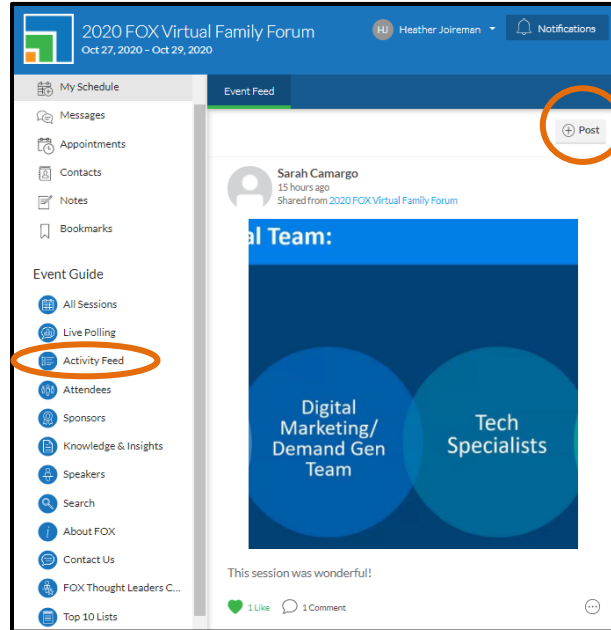 2020 FOX Virtual Family Forum
Oct 27, 2020 – Oct 29, 2020
HJ Heather Joireman
Notifications
My Schedule
Messages
Appointments
Contacts
Notes
Bookmarks
Event Guide
All Sessions
Live Polling
Activity Feed
Attendees
Sponsors
Knowledge & Insights
Speakers
Search
About FOX
Contact Us
FOX Thought Leaders C...
Top 10 Lists
Event Feed
Post
Sarah Camargo
15 hours ago
Shared from 2020 FOX Virtual Family Forum
al Team:
Digital
Marketing/
Demand Gen
Team
Tech
Specialists
This session was wonderful!
1 Like 1 Comment